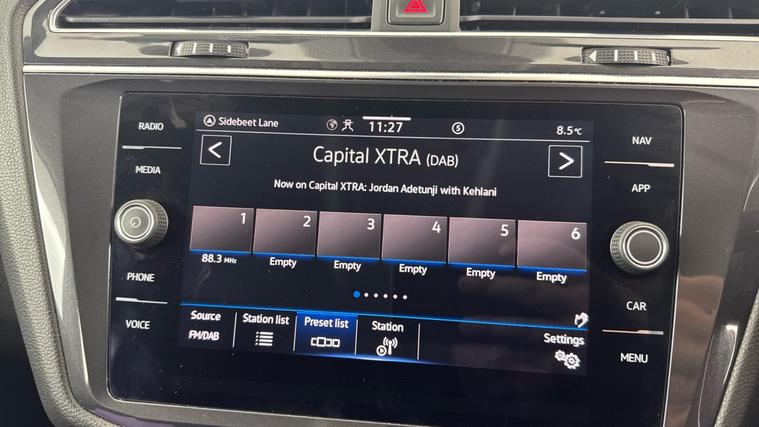 RADIO
MEDIA
PHONE
VOICE
Sidebeet Lane
11:27
5
8.5°C
Capital XTRA (DAB)
Now on Capital XTRA: Jordan Adetunji with Kehlani
1 2 3 4 5 6
88.3 MHz Empty Empty Empty Empty Empty
Source Station list Preset list Station Settings
FM/DAB
NAV
APP
CAR
MENU